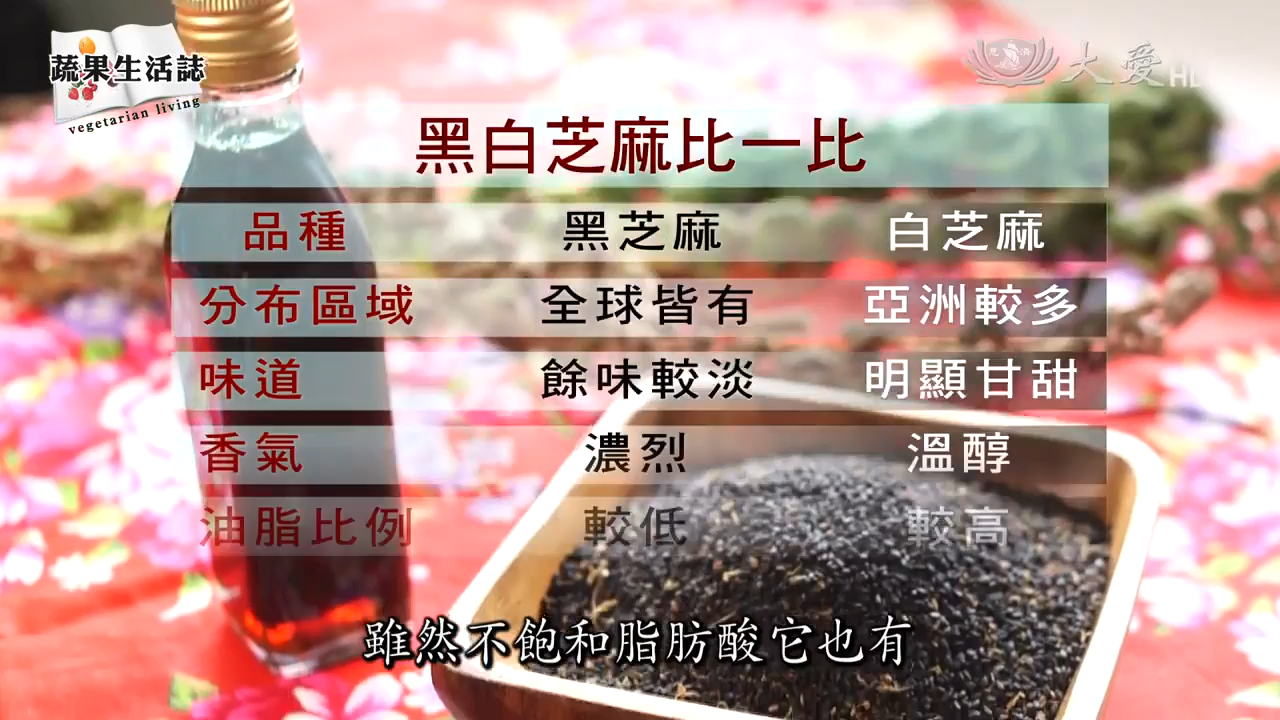 蔬果生活誌
vegetarian living
大愛 HD
黑白芝麻比一比
品種 黑芝麻 白芝麻
分布區域 全球皆有 亞洲較多
味道 餘味較淡 明顯甘甜
香氣 濃烈 溫醇
油脂比例 較低 較高
雖然不飽和脂肪酸它也有